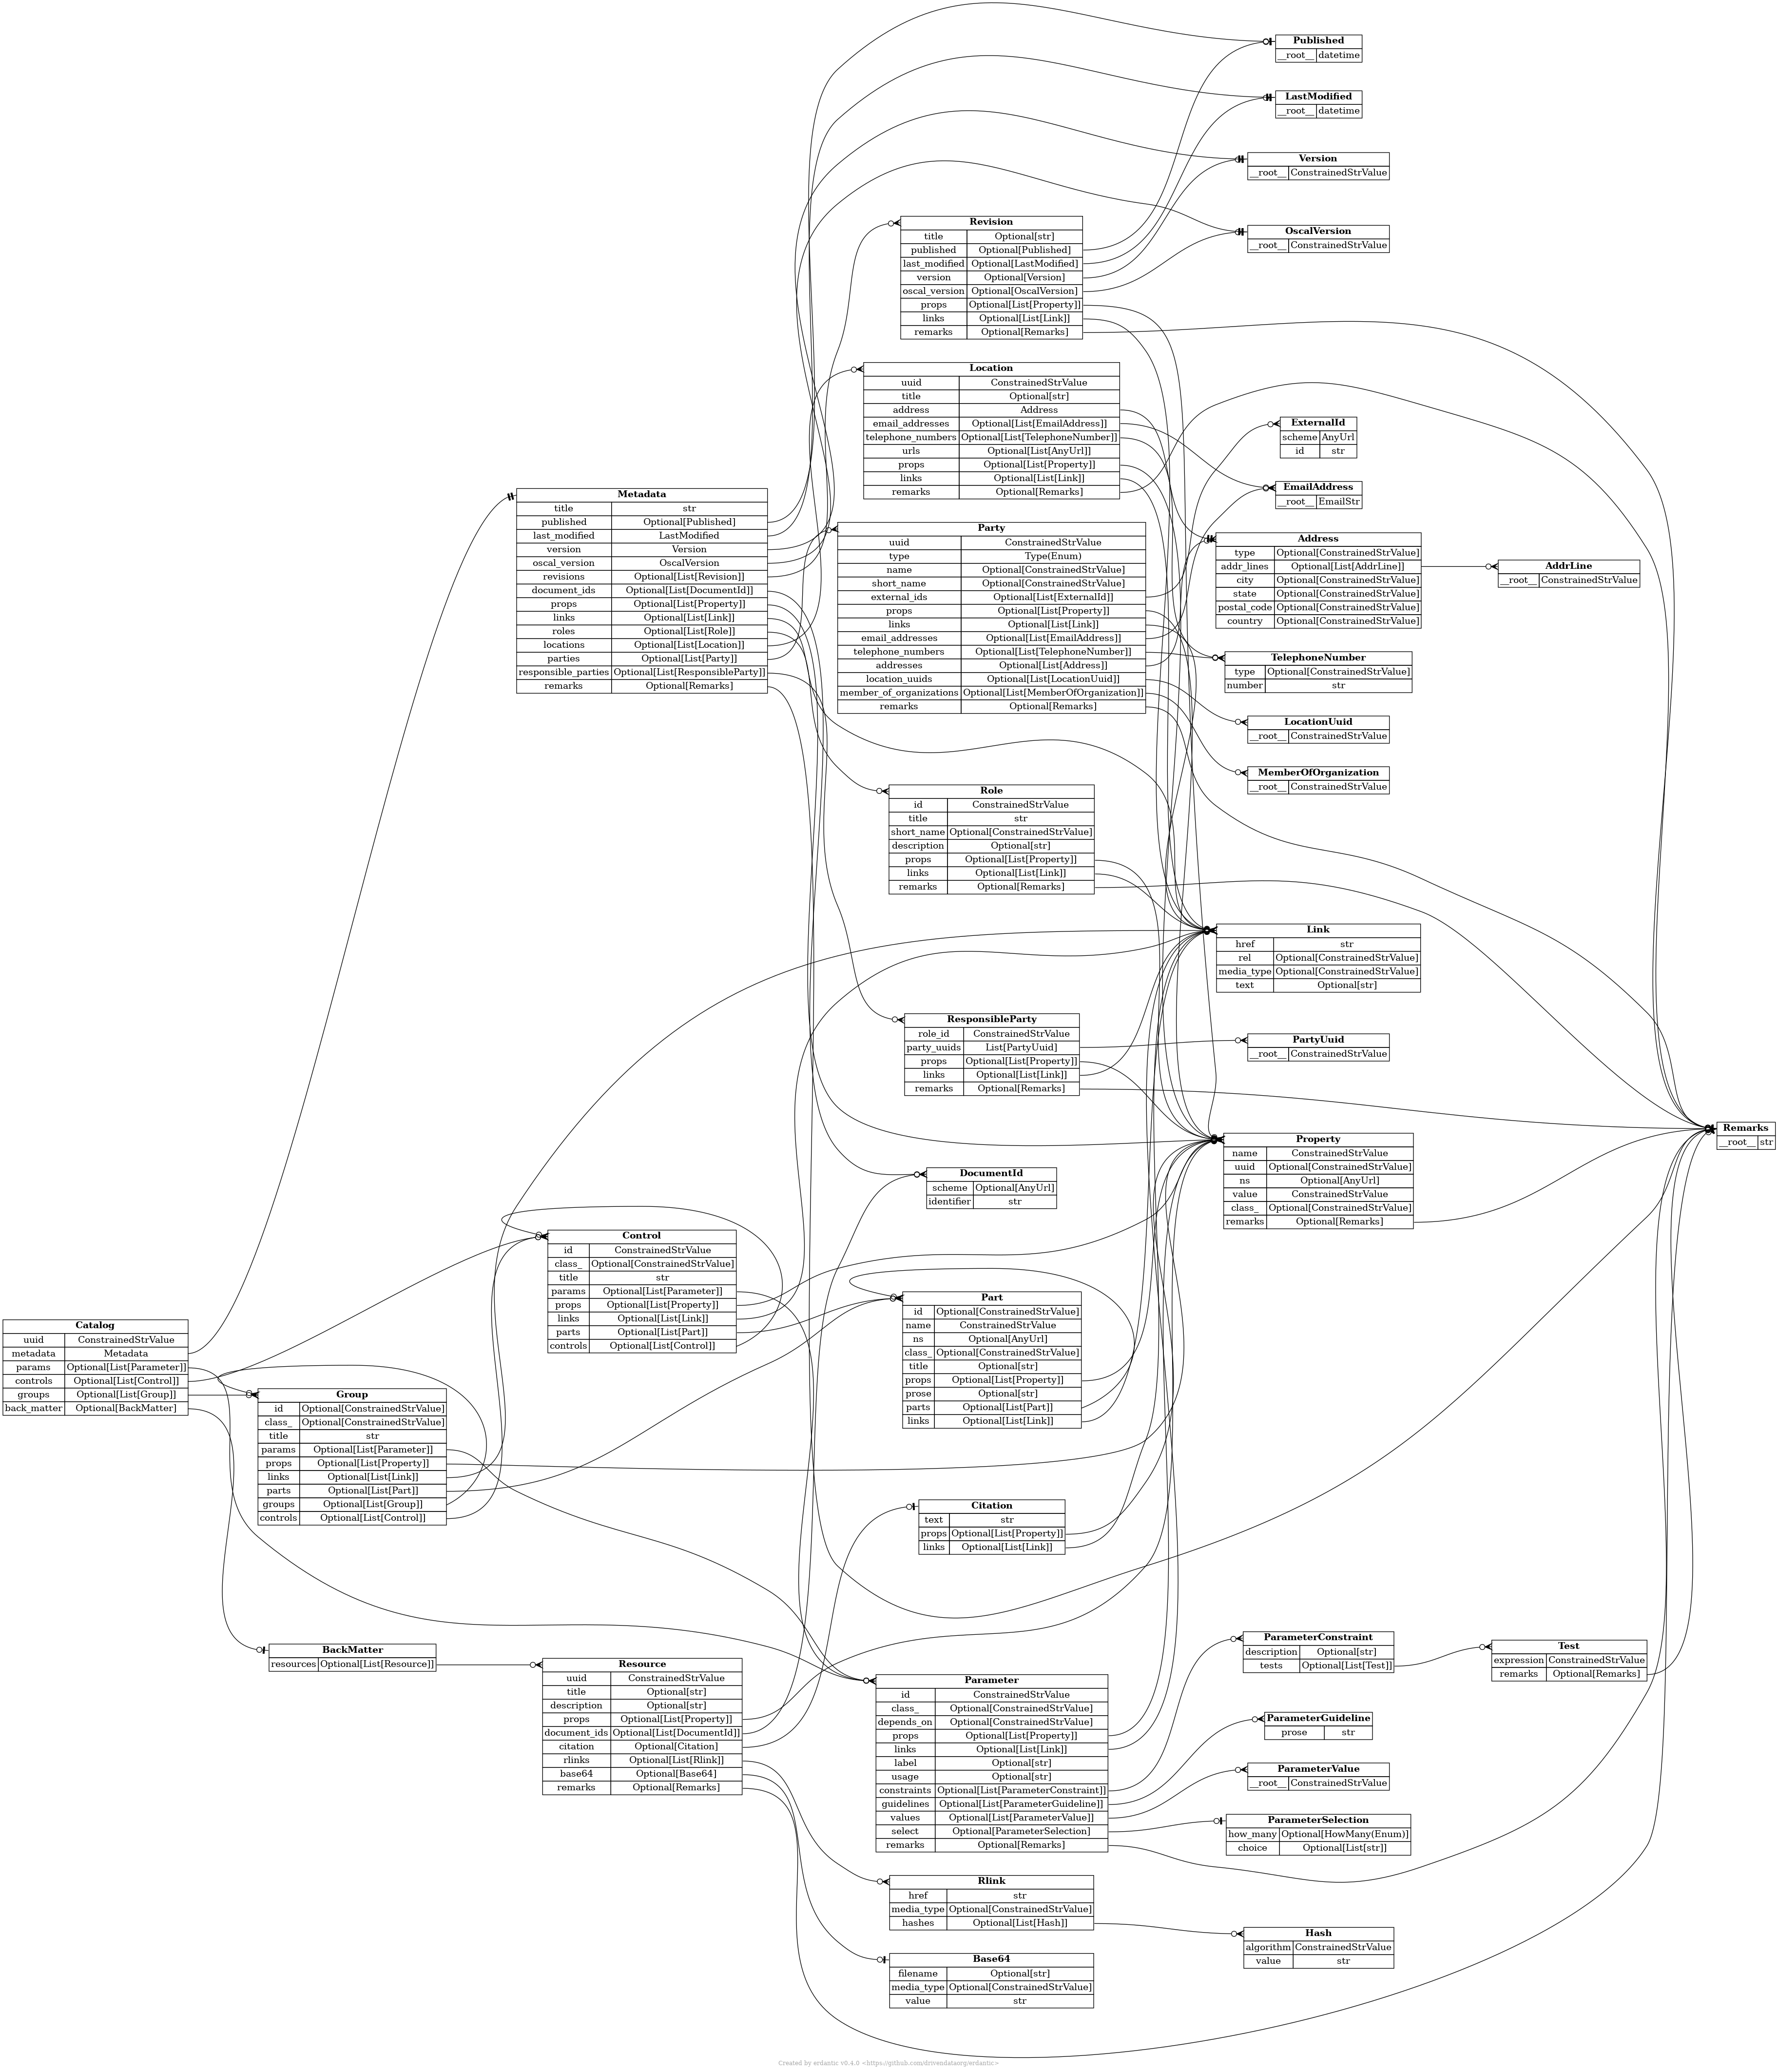 Published
__root__ datetime
LastModified
__root__ datetime
Version
__root__ ConstrainedStrValue
OscalVersion
__root__ ConstrainedStrValue
Revision
title Optional[str]
published Optional[Published]
last_modified Optional[LastModified]
version Optional[Version]
oscal_version Optional[OscalVersion]
props Optional[List[Property]]
links Optional[List[Link]]
remarks Optional[Remarks]
Location
uuid ConstrainedStrValue
title Optional[str]
address Address
email_addresses Optional[List[EmailAddress]]
telephone_numbers Optional[List[TelephoneNumber]]
urls Optional[List[AnyUrl]]
props Optional[List[Property]]
links Optional[List[Link]]
remarks Optional[Remarks]
ExternalId
scheme AnyUrl
id str
EmailAddress
__root__ EmailStr
Metadata
title str
published Optional[Published]
last_modified LastModified
version Version
oscal_version OscalVersion
revisions Optional[List[Revision]]
document_ids Optional[List[DocumentId]]
props Optional[List[Property]]
links Optional[List[Link]]
roles Optional[List[Role]]
locations Optional[List[Location]]
parties Optional[List[Party]]
responsible_parties Optional[List[ResponsibleParty]]
remarks Optional[Remarks]
Party
uuid ConstrainedStrValue
type Type(Enum)
name Optional[ConstrainedStrValue]
short_name Optional[ConstrainedStrValue]
external_ids Optional[List[ExternalId]]
props Optional[List[Property]]
links Optional[List[Link]]
email_addresses Optional[List[EmailAddress]]
telephone_numbers Optional[List[TelephoneNumber]]
addresses Optional[List[Address]]
location_uuids Optional[List[LocationUuid]]
member_of_organizations Optional[List[MemberOfOrganization]]
remarks Optional[Remarks]
Address
type Optional[ConstrainedStrValue]
addr_lines Optional[List[AddrLine]]
city Optional[ConstrainedStrValue]
state Optional[ConstrainedStrValue]
postal_code Optional[ConstrainedStrValue]
country Optional[ConstrainedStrValue]
AddrLine
__root__ ConstrainedStrValue
TelephoneNumber
type Optional[ConstrainedStrValue]
number str
LocationUuid
__root__ ConstrainedStrValue
MemberOfOrganization
__root__ ConstrainedStrValue
Role
id ConstrainedStrValue
title str
short_name Optional[ConstrainedStrValue]
description Optional[str]
props Optional[List[Property]]
links Optional[List[Link]]
remarks Optional[Remarks]
Link
href str
rel Optional[ConstrainedStrValue]
media_type Optional[ConstrainedStrValue]
text Optional[str]
ResponsibleParty
role_id ConstrainedStrValue
party_uuids List[PartyUuid]
props Optional[List[Property]]
links Optional[List[Link]]
remarks Optional[Remarks]
PartyUuid
__root__ ConstrainedStrValue
Remarks
__root__ str
Property
name ConstrainedStrValue
uuid Optional[ConstrainedStrValue]
ns Optional[AnyUrl]
value ConstrainedStrValue
class_ Optional[ConstrainedStrValue]
remarks Optional[Remarks]
DocumentId
scheme Optional[AnyUrl]
identifier str
Control
id ConstrainedStrValue
class_ Optional[ConstrainedStrValue]
title str
params Optional[List[Parameter]]
props Optional[List[Property]]
links Optional[List[Link]]
parts Optional[List[Part]]
controls Optional[List[Control]]
Part
id Optional[ConstrainedStrValue]
name ConstrainedStrValue
ns Optional[AnyUrl]
class_ Optional[ConstrainedStrValue]
title Optional[str]
props Optional[List[Property]]
prose Optional[str]
parts Optional[List[Part]]
links Optional[List[Link]]
Catalog
uuid ConstrainedStrValue
metadata Metadata
params Optional[List[Parameter]]
controls Optional[List[Control]]
groups Optional[List[Group]]
back_matter Optional[BackMatter]
Group
id Optional[ConstrainedStrValue]
class_ Optional[ConstrainedStrValue]
title str
params Optional[List[Parameter]]
props Optional[List[Property]]
links Optional[List[Link]]
parts Optional[List[Part]]
groups Optional[List[Group]]
controls Optional[List[Control]]
Citation
text str
props Optional[List[Property]]
links Optional[List[Link]]
BackMatter
resources Optional[List[Resource]]
Resource
uuid ConstrainedStrValue
title Optional[str]
description Optional[str]
props Optional[List[Property]]
document_ids Optional[List[DocumentId]]
citation Optional[Citation]
rlinks Optional[List[Rlink]]
base64 Optional[Base64]
remarks Optional[Remarks]
Parameter
id ConstrainedStrValue
class_ Optional[ConstrainedStrValue]
depends_on Optional[ConstrainedStrValue]
props Optional[List[Property]]
links Optional[List[Link]]
label Optional[str]
usage Optional[str]
constraints Optional[List[ParameterConstraint]]
guidelines Optional[List[ParameterGuideline]]
values Optional[List[ParameterValue]]
select Optional[ParameterSelection]
remarks Optional[Remarks]
ParameterConstraint
description Optional[str]
tests Optional[List[Test]]
Test
expression ConstrainedStrValue
remarks Optional[Remarks]
ParameterGuideline
prose str
ParameterValue
__root__ ConstrainedStrValue
ParameterSelection
how_many Optional[HowMany(Enum)]
choice Optional[List[str]]
Rlink
href str
media_type Optional[ConstrainedStrValue]
hashes Optional[List[Hash]]
Hash
algorithm ConstrainedStrValue
value str
Base64
filename Optional[str]
media_type Optional[ConstrainedStrValue]
value str
Created by erdantic v0.4.0 <https://github.com/drivendataorg/erdantic>